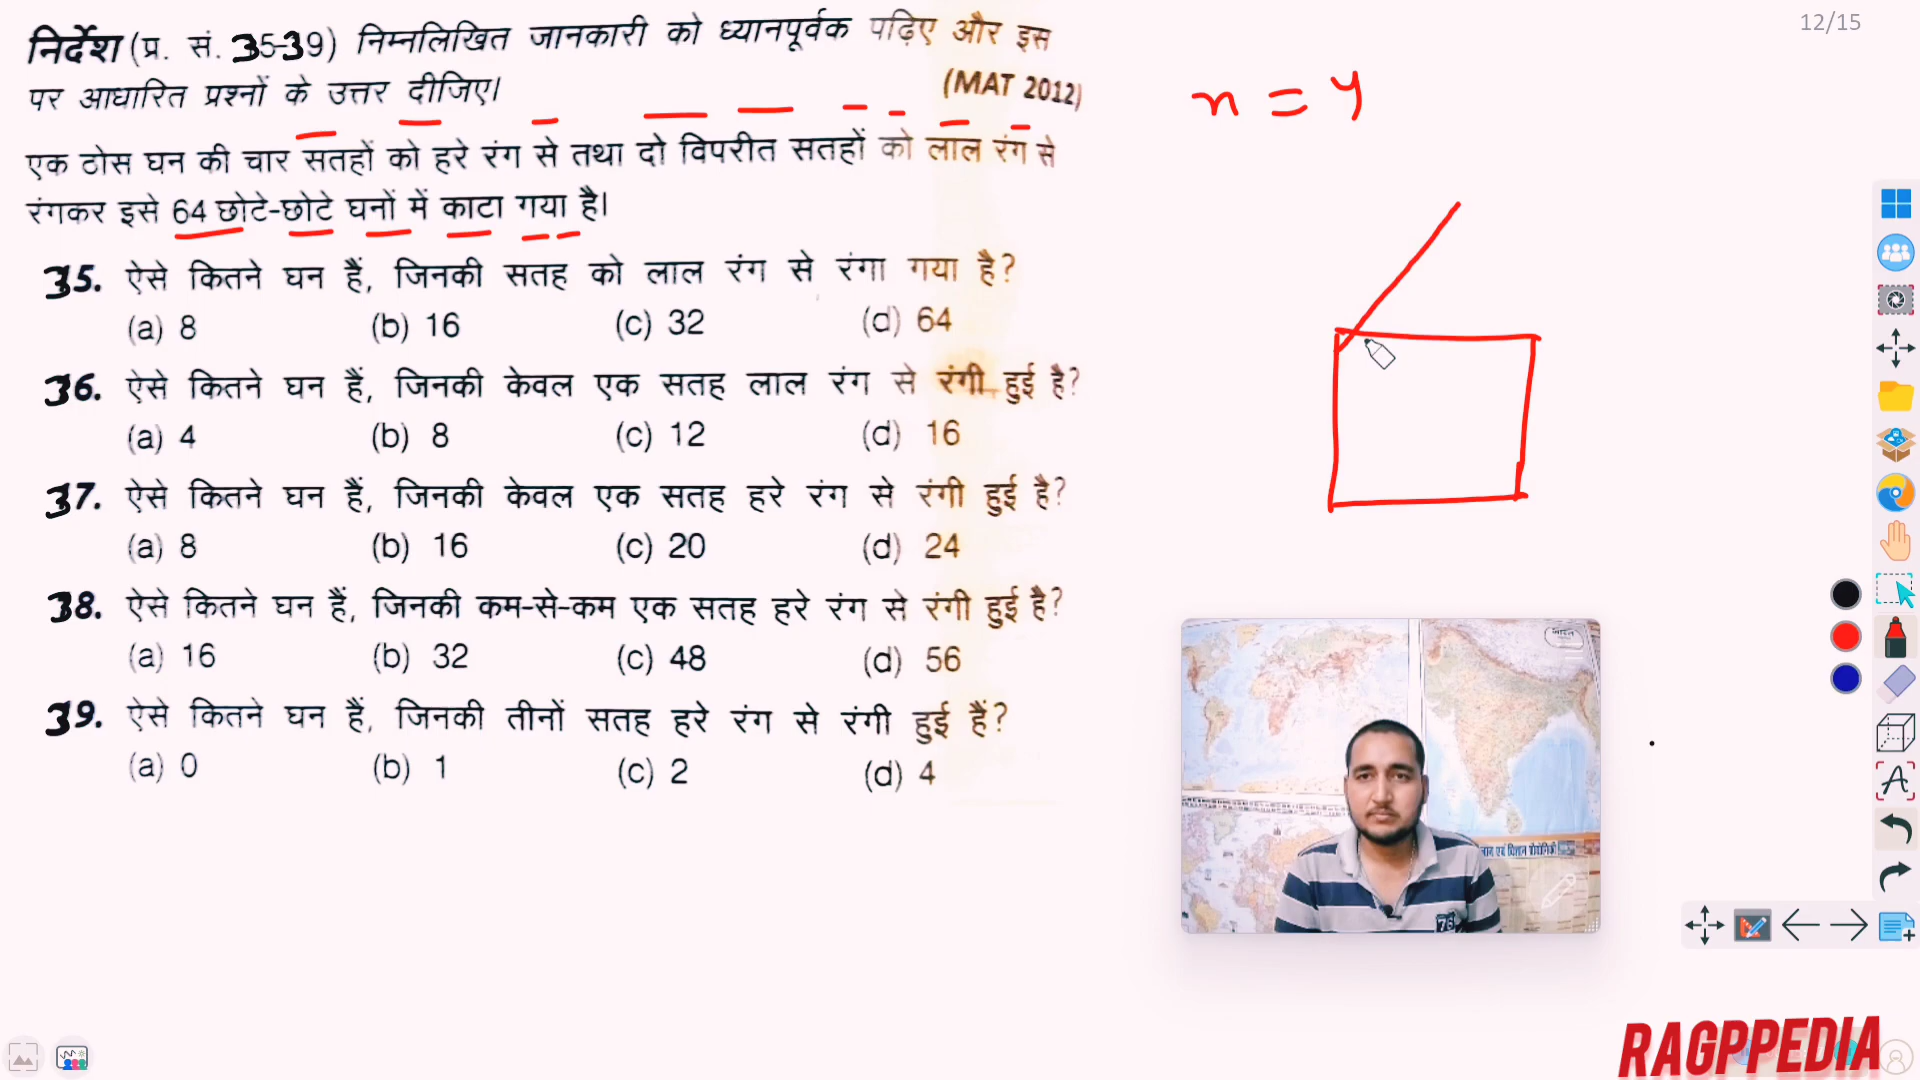 निर्देश (प्र. सं. 35-39) निम्नलिखित जानकारी को ध्यानपूर्वक पढ़िए और इस
पर आधारित प्रश्नों के उत्तर दीजिए।
(MAT 2012)
एक ठोस घन की चार सतहों को हरे रंग से तथा दो विपरीत सतहों को लाल रंग से
रंगकर इसे 64 छोटे-छोटे घनों में काटा गया है।
35. ऐसे कितने घन हैं, जिनकी सतह को लाल रंग से रंगा गया है?
(a) 8 (b) 16 (c) 32 (d) 64
36. ऐसे कितने घन हैं, जिनकी केवल एक सतह लाल रंग से रंगी हुई है?
(a) 4 (b) 8 (c) 12 (d) 16
37. ऐसे कितने घन हैं, जिनकी केवल एक सतह हरे रंग से रंगी हुई है?
(a) 8 (b) 16 (c) 20 (d) 24
38. ऐसे कितने घन हैं, जिनकी कम-से-कम एक सतह हरे रंग से रंगी हुई है?
(a) 16 (b) 32 (c) 48 (d) 56
39. ऐसे कितने घन हैं, जिनकी तीनों सतह हरे रंग से रंगी हुई हैं?
(a) 0 (b) 1 (c) 2 (d) 4
12/15
n = 4
76
RAGPPEDIA